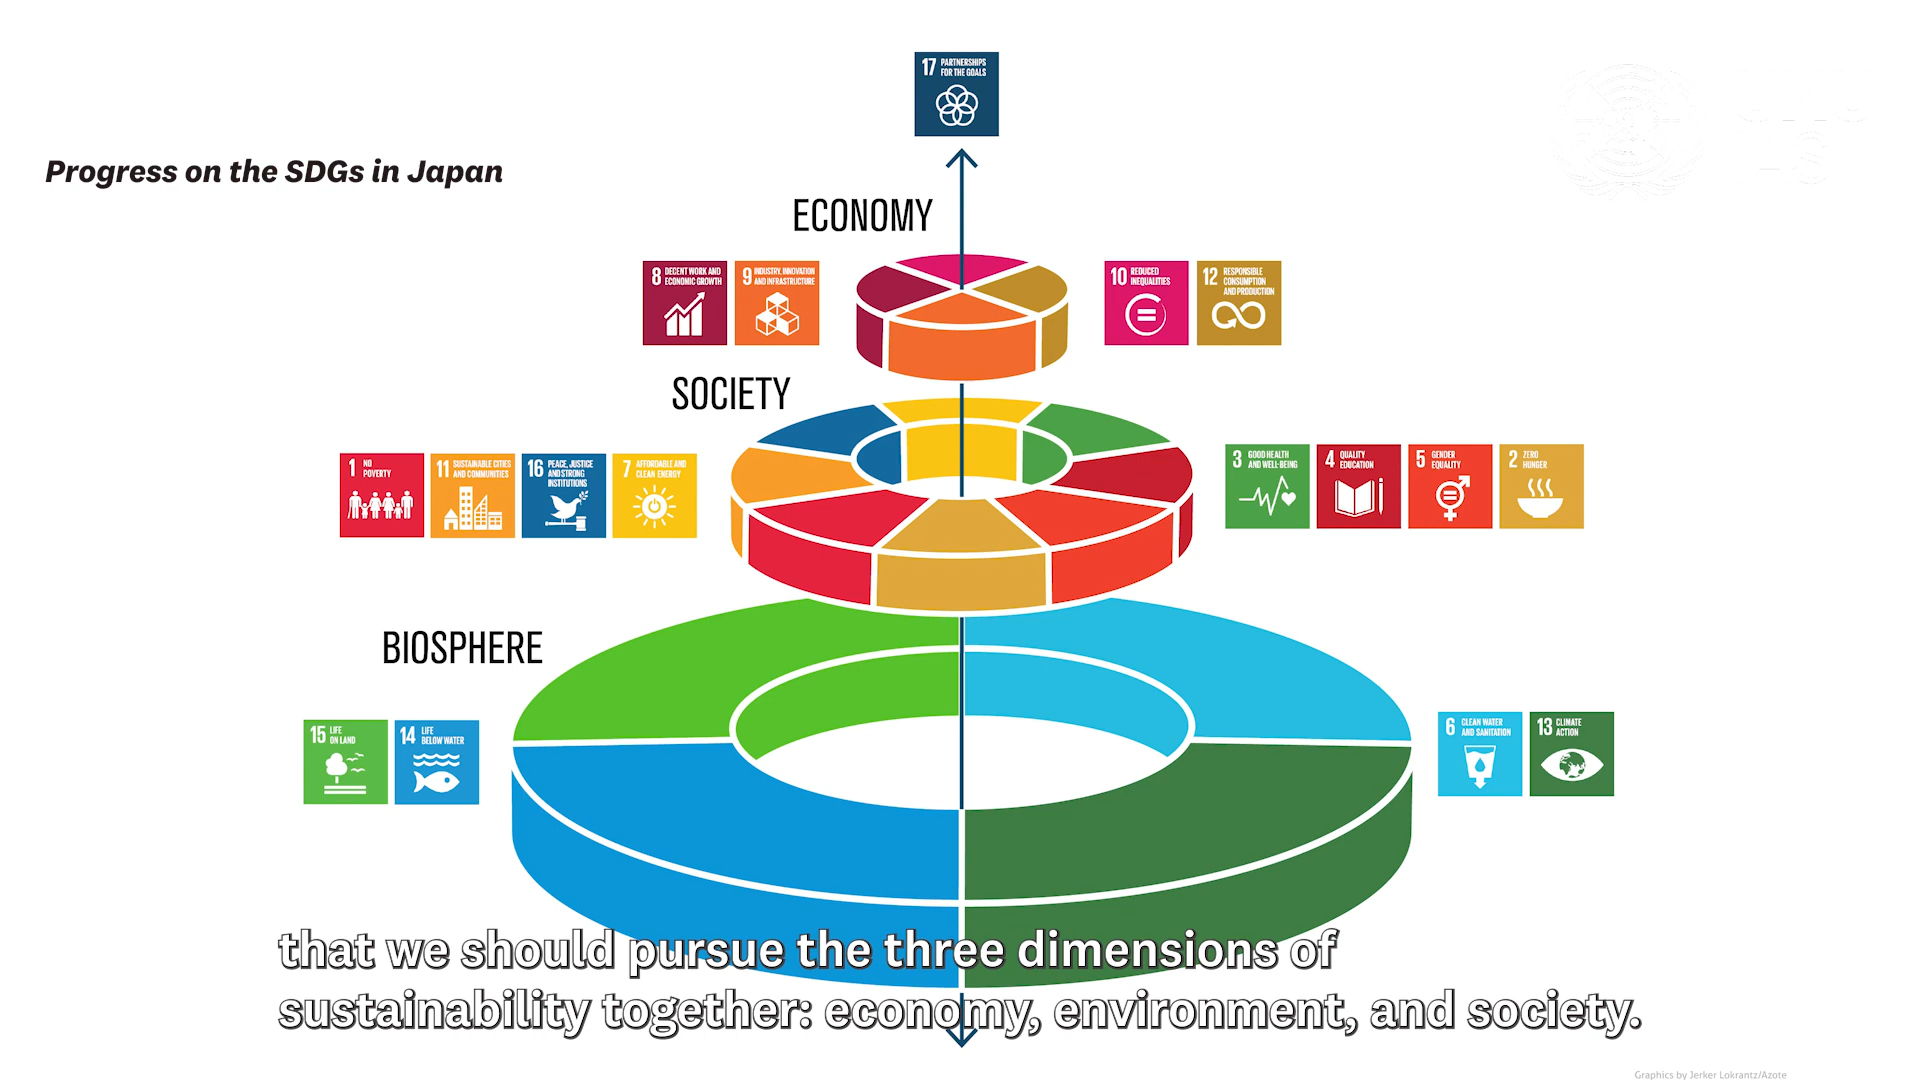 17 PARTNERSHIPS
FOR THE GOALS
Progress on the SDGs in Japan
ECONOMY
8 DECENT WORK AND
ECONOMIC GROWTH
9 INDUSTRY, INNOVATION
AND INFRASTRUCTURE
10 REDUCED
INEQUALITIES
12 RESPONSIBLE
CONSUMPTION
AND PRODUCTION
SOCIETY
1 NO
POVERTY
11 SUSTAINABLE CITIES
AND COMMUNITIES
16 PEACE, JUSTICE
AND STRONG
INSTITUTIONS
7 AFFORDABLE AND
CLEAN ENERGY
3 GOOD HEALTH
AND WELL-BEING
4 QUALITY
EDUCATION
5 GENDER
EQUALITY
2 ZERO
HUNGER
BIOSPHERE
15 LIFE
ON LAND
14 LIFE
BELOW WATER
6 CLEAN WATER
AND SANITATION
13 CLIMATE
ACTION
that we should pursue the three dimensions of
sustainability together: economy, environment, and society.
Graphics by Jerker Lokrantz/Azote